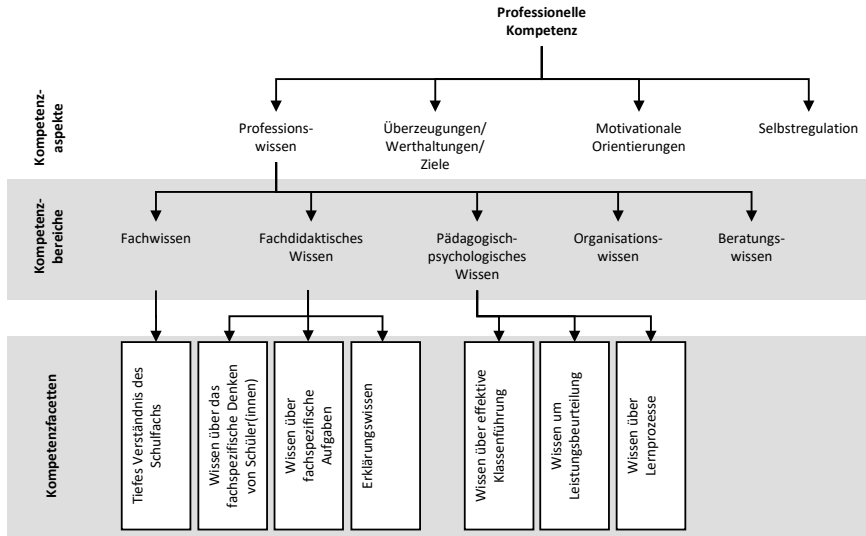 Professionelle
Kompetenz
Kompetenz-
aspekte
Professions-
wissen
Überzeugungen/
Werthaltungen/
Ziele
Motivationale
Orientierungen
Selbstregulation
Kompetenz-
bereiche
Fachwissen
Fachdidaktisches
Wissen
Pädagogisch-
psychologisches
Wissen
Organisations-
wissen
Beratungs-
wissen
Kompetenzfacetten
Tiefes Verständnis des
Schulfachs
Wissen über das
fachspezifische Denken
von Schüler(innen)
Wissen über
fachspezifische
Aufgaben
Erklärungswissen
Wissen über effektive
Klassenführung
Wissen um
Leistungsbeurteilung
Wissen über
Lernprozesse